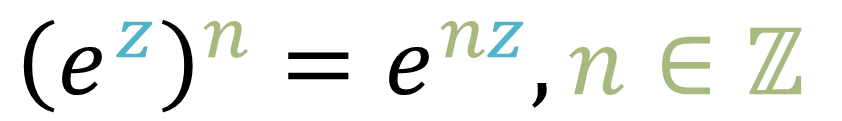 (e^z)^n = e^{nz}, n ∈ ℤ